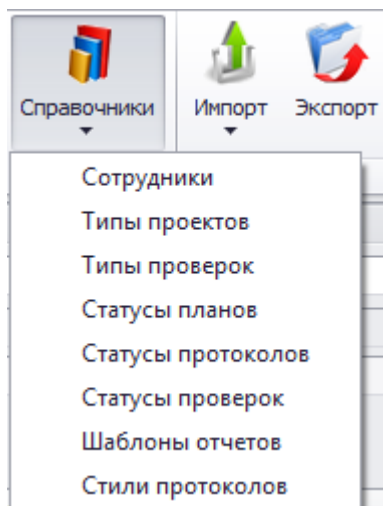 Справочники Импорт Экспорт
Сотрудники
Типы проектов
Типы проверок
Статусы планов
Статусы протоколов
Статусы проверок
Шаблоны отчетов
Стили протоколов